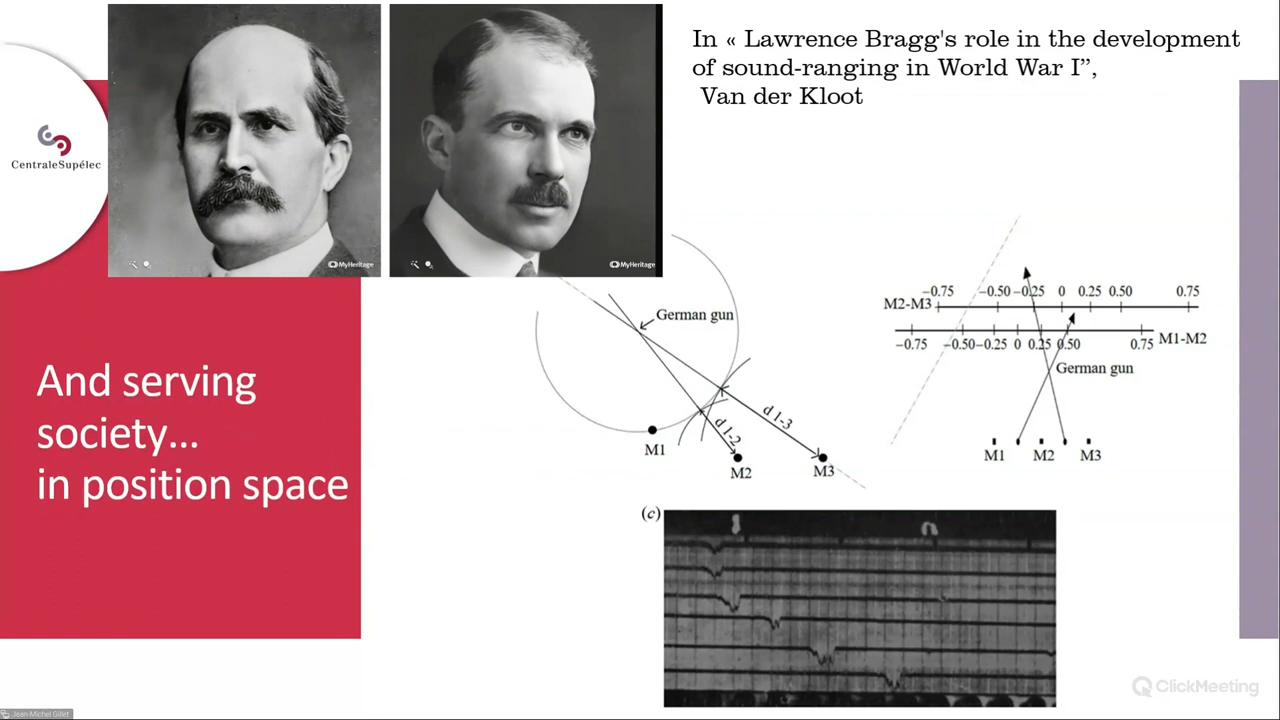 In « Lawrence Bragg's role in the development
of sound-ranging in World War I”,
Van der Kloot
CentraleSupélec
MyHeritage
MyHeritage
And serving
society...
in position space
German gun
d 1-2
d 1-3
M1
M2
M3
−0.75 −0.50 −0.25 0 0.25 0.50 0.75
M2-M3
M1-M2
−0.75 −0.50 −0.25 0 0.25 0.50 0.75
German gun
M1 M2 M3
(c)
ClickMeeting
Jean-Michel Gillet